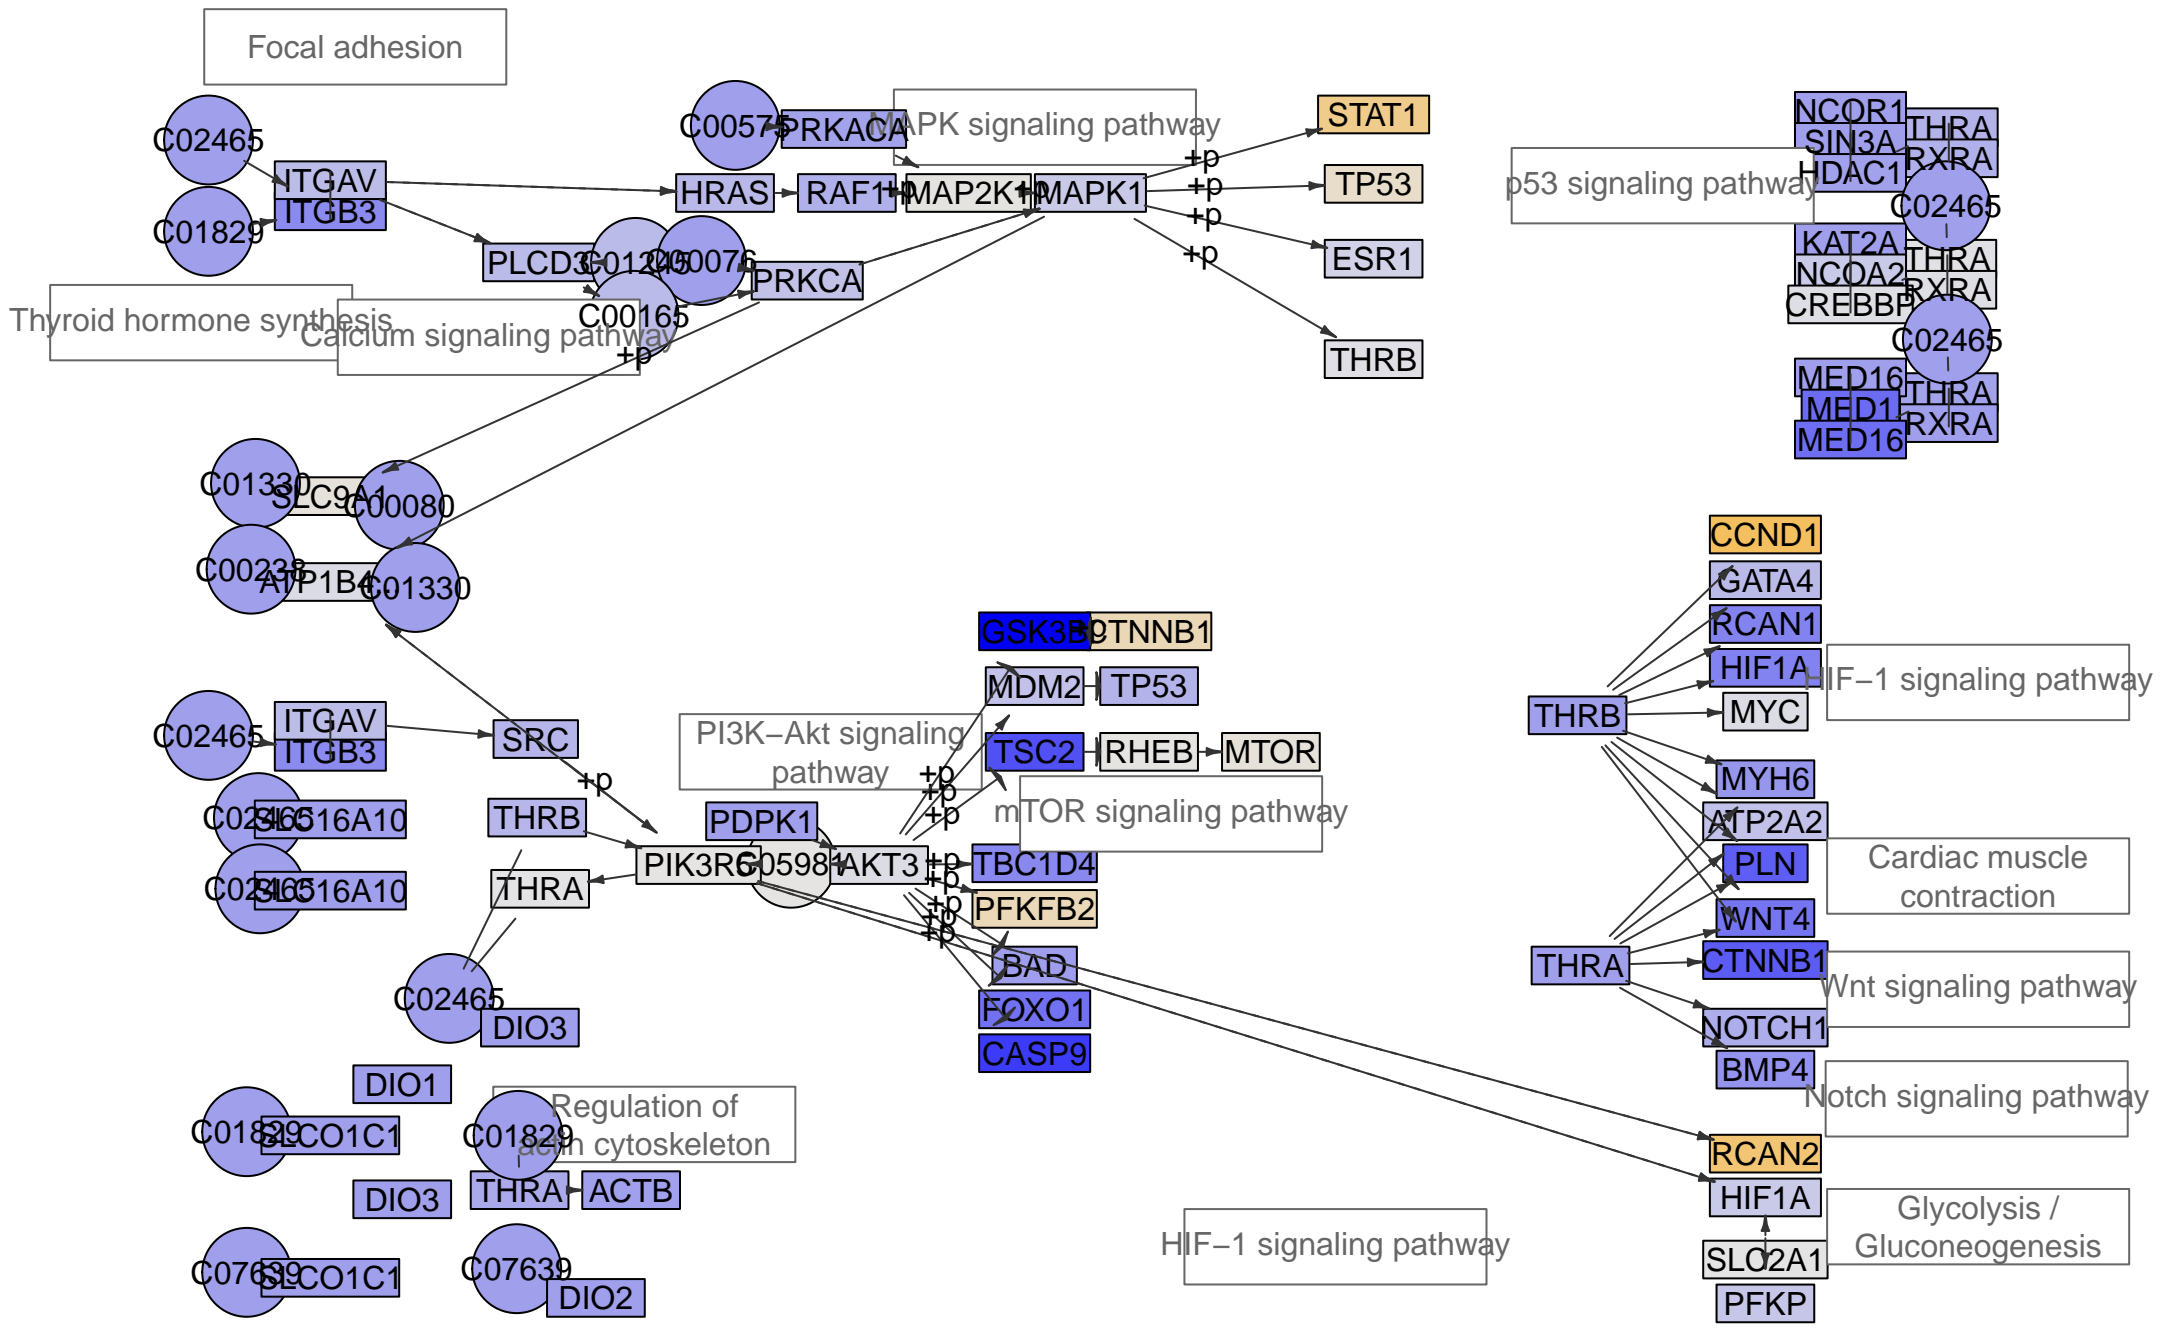 Focal adhesion
C02465
ITGAV
ITGB3
C01829
C00575
PRKACA
MAPK signaling pathway
HRAS
RAF1
+p
MAP2K1
+p
MAPK1
+p
+p
+p
+p
STAT1
TP53
ESR1
THRB
PLCD3
C01245
C00076
PRKCA
C00165
Thyroid hormone synthesis
Calcium signaling pathway
+p
p53 signaling pathway
NCOR1
SIN3A
HDAC1
THRA
RXRA
C02465
KAT2A
NCOA2
CREBBP
THRA
RXRA
C02465
MED16
MED1
MED16
THRA
RXRA
C01330
SLC9A1
C00080
C00238
ATP1B4...
C01330
GSK3B
+p
CTNNB1
MDM2
TP53
TSC2
RHEB
MTOR
C02465
ITGAV
ITGB3
SRC
+p
PI3K−Akt signaling
pathway
mTOR signaling pathway
+p
+p
+p
C02465
SLC16A10
C02465
SLC16A10
THRB
THRA
PDPK1
PIK3R6
C05981
AKT3
+p
+p
+p
+p
+p
TBC1D4
PFKFB2
BAD
FOXO1
CASP9
C02465
DIO3
DIO1
C01829
SLCO1C1
DIO3
C07639
SLCO1C1
Regulation of
actin cytoskeleton
C01829
THRA
ACTB
C07639
DIO2
CCND1
GATA4
RCAN1
HIF1A
HIF−1 signaling pathway
MYC
THRB
MYH6
ATP2A2
PLN
Cardiac muscle
contraction
WNT4
THRA
CTNNB1
Wnt signaling pathway
NOTCH1
BMP4
Notch signaling pathway
RCAN2
HIF1A
Glycolysis /
Gluconeogenesis
SLC2A1
PFKP
HIF−1 signaling pathway